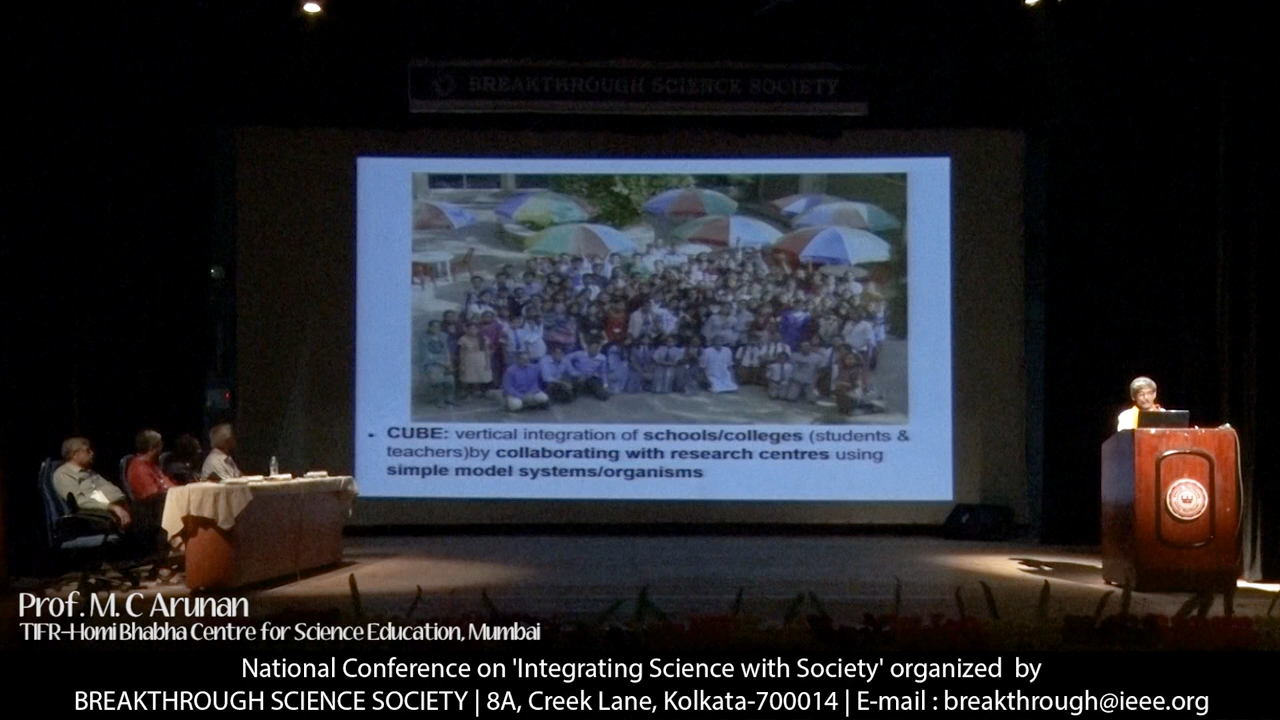 BREAKTHROUGH SCIENCE SOCIETY
• CUBE: vertical integration of schools/colleges (students &
teachers)by collaborating with research centres using
simple model systems/organisms
Prof. M. C Arunan
TIFR-Homi Bhabha Centre for Science Education, Mumbai
National Conference on 'Integrating Science with Society' organized by
BREAKTHROUGH SCIENCE SOCIETY | 8A, Creek Lane, Kolkata-700014 | E-mail : breakthrough@ieee.org